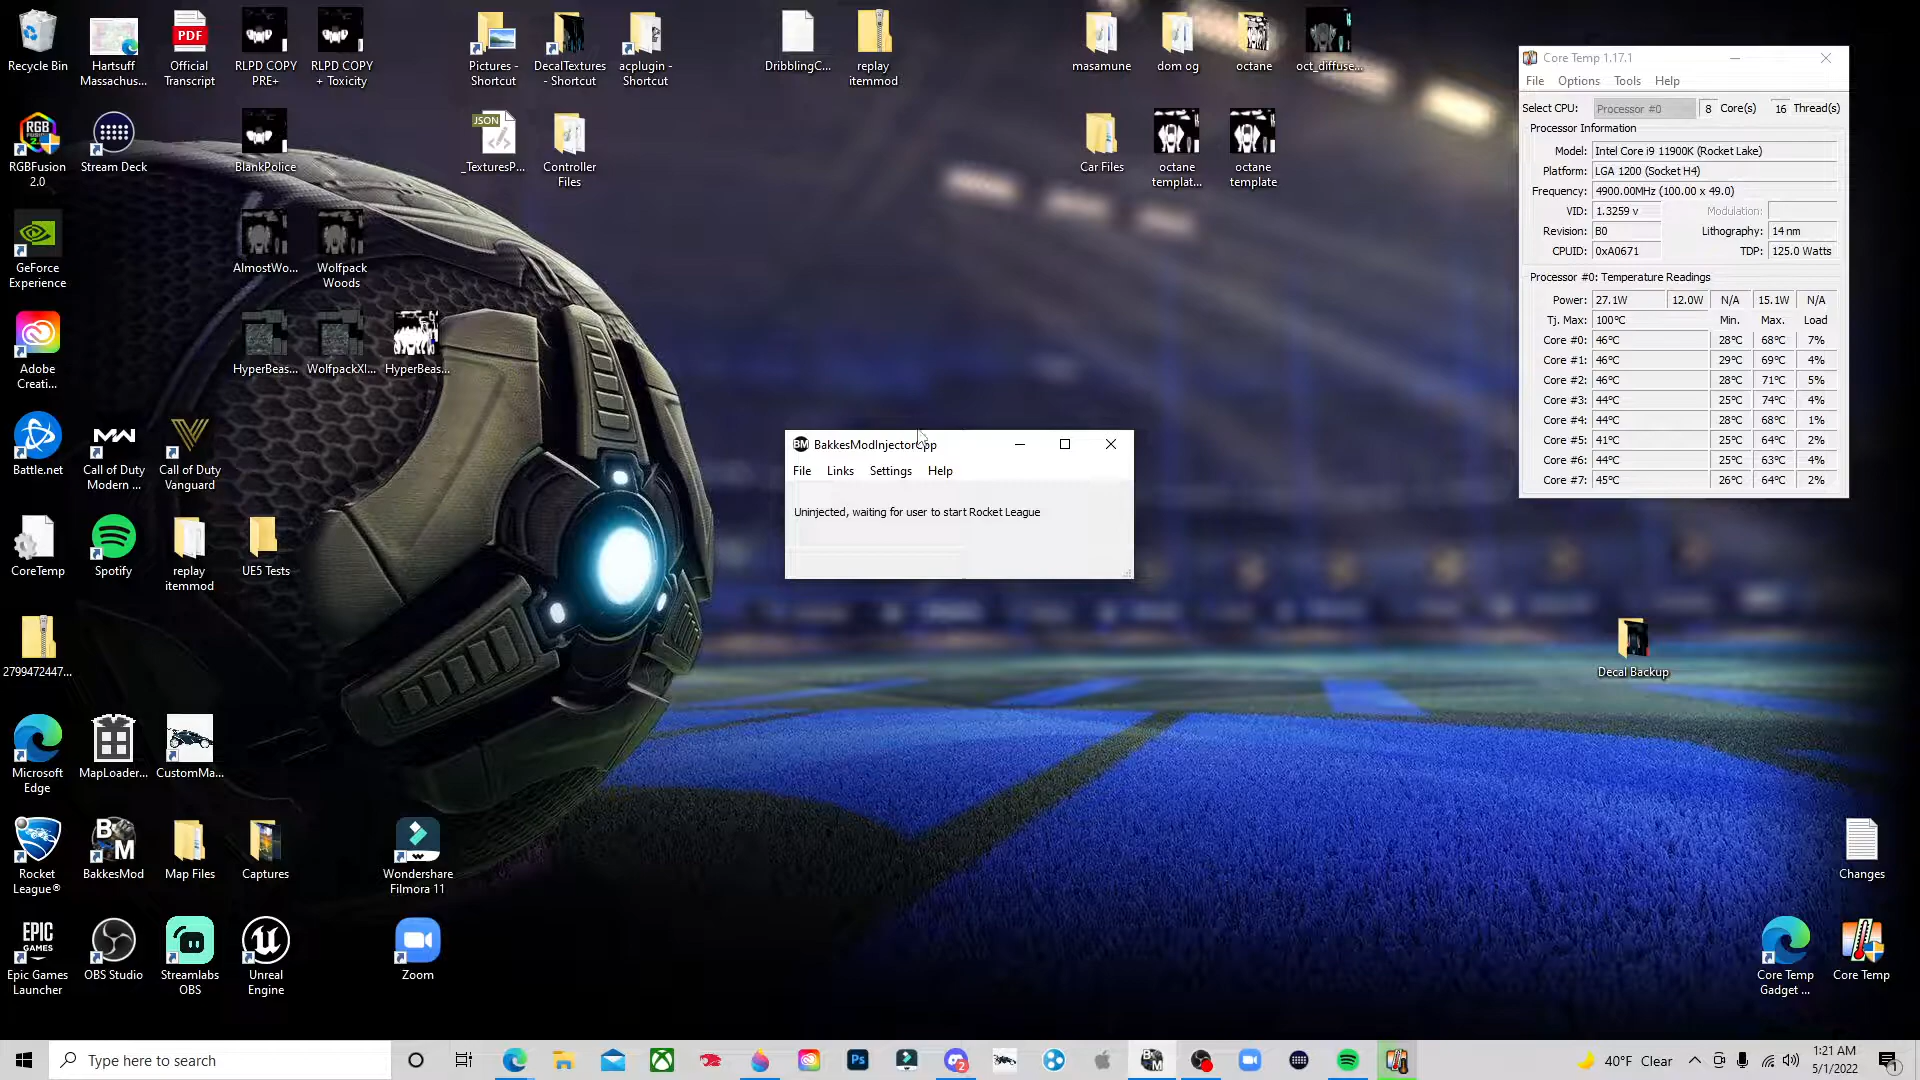 Recycle Bin
Hartsuff
Massachus...
PDF
Official
Transcript
RLPD COPY
PRE+
RLPD COPY
+ Toxicity
Pictures -
Shortcut
DecalTextures
- Shortcut
acplugin -
Shortcut
DribblingC...
replay
itemmod
masamune
dom og
octane
oct_diffuse...
RGB
RGBFusion
2.0
Stream Deck
BlankPolice
JSON
_TexturesP...
Controller
Files
Car Files
octane
templat...
octane
template
GeForce
Experience
AlmostWo...
Wolfpack
Woods
Adobe
Creati...
HyperBeas...
WolfpackXl...
HyperBeas...
Battle.net
MW
Call of Duty
Modern ...
Call of Duty
Vanguard
CoreTemp
Spotify
replay
itemmod
UE5 Tests
2799472447...
Microsoft
Edge
MapLoader...
CustomMa...
Rocket
League®
BM
BakkesMod
Map Files
Captures
Wondershare
Filmora 11
EPIC
GAMES
Epic Games
Launcher
OBS Studio
Streamlabs
OBS
Unreal
Engine
Zoom
BM BakkesModInjectorCpp
File Links Settings Help
Uninjected, waiting for user to start Rocket League
Core Temp 1.17.1
File Options Tools Help
Select CPU: Processor #0 8 Core(s) 16 Thread(s)
Processor Information
Model: Intel Core i9 11900K (Rocket Lake)
Platform: LGA 1200 (Socket H4)
Frequency: 4900.00MHz (100.00 x 49.0)
VID: 1.3259 v Modulation:
Revision: B0 Lithography: 14 nm
CPUID: 0xA0671 TDP: 125.0 Watts
Processor #0: Temperature Readings
Power: 27.1W 12.0W N/A 15.1W N/A
Tj. Max: 100°C Min. Max. Load
Core #0: 46°C 28°C 68°C 7%
Core #1: 46°C 29°C 69°C 4%
Core #2: 46°C 28°C 71°C 5%
Core #3: 44°C 25°C 74°C 4%
Core #4: 44°C 28°C 68°C 1%
Core #5: 41°C 25°C 64°C 2%
Core #6: 44°C 25°C 63°C 4%
Core #7: 45°C 26°C 64°C 2%
Decal Backup
Changes
Core Temp
Gadget ...
Core Temp
Type here to search
Ps
2
BM
40°F Clear
1:21 AM
5/1/2022
1